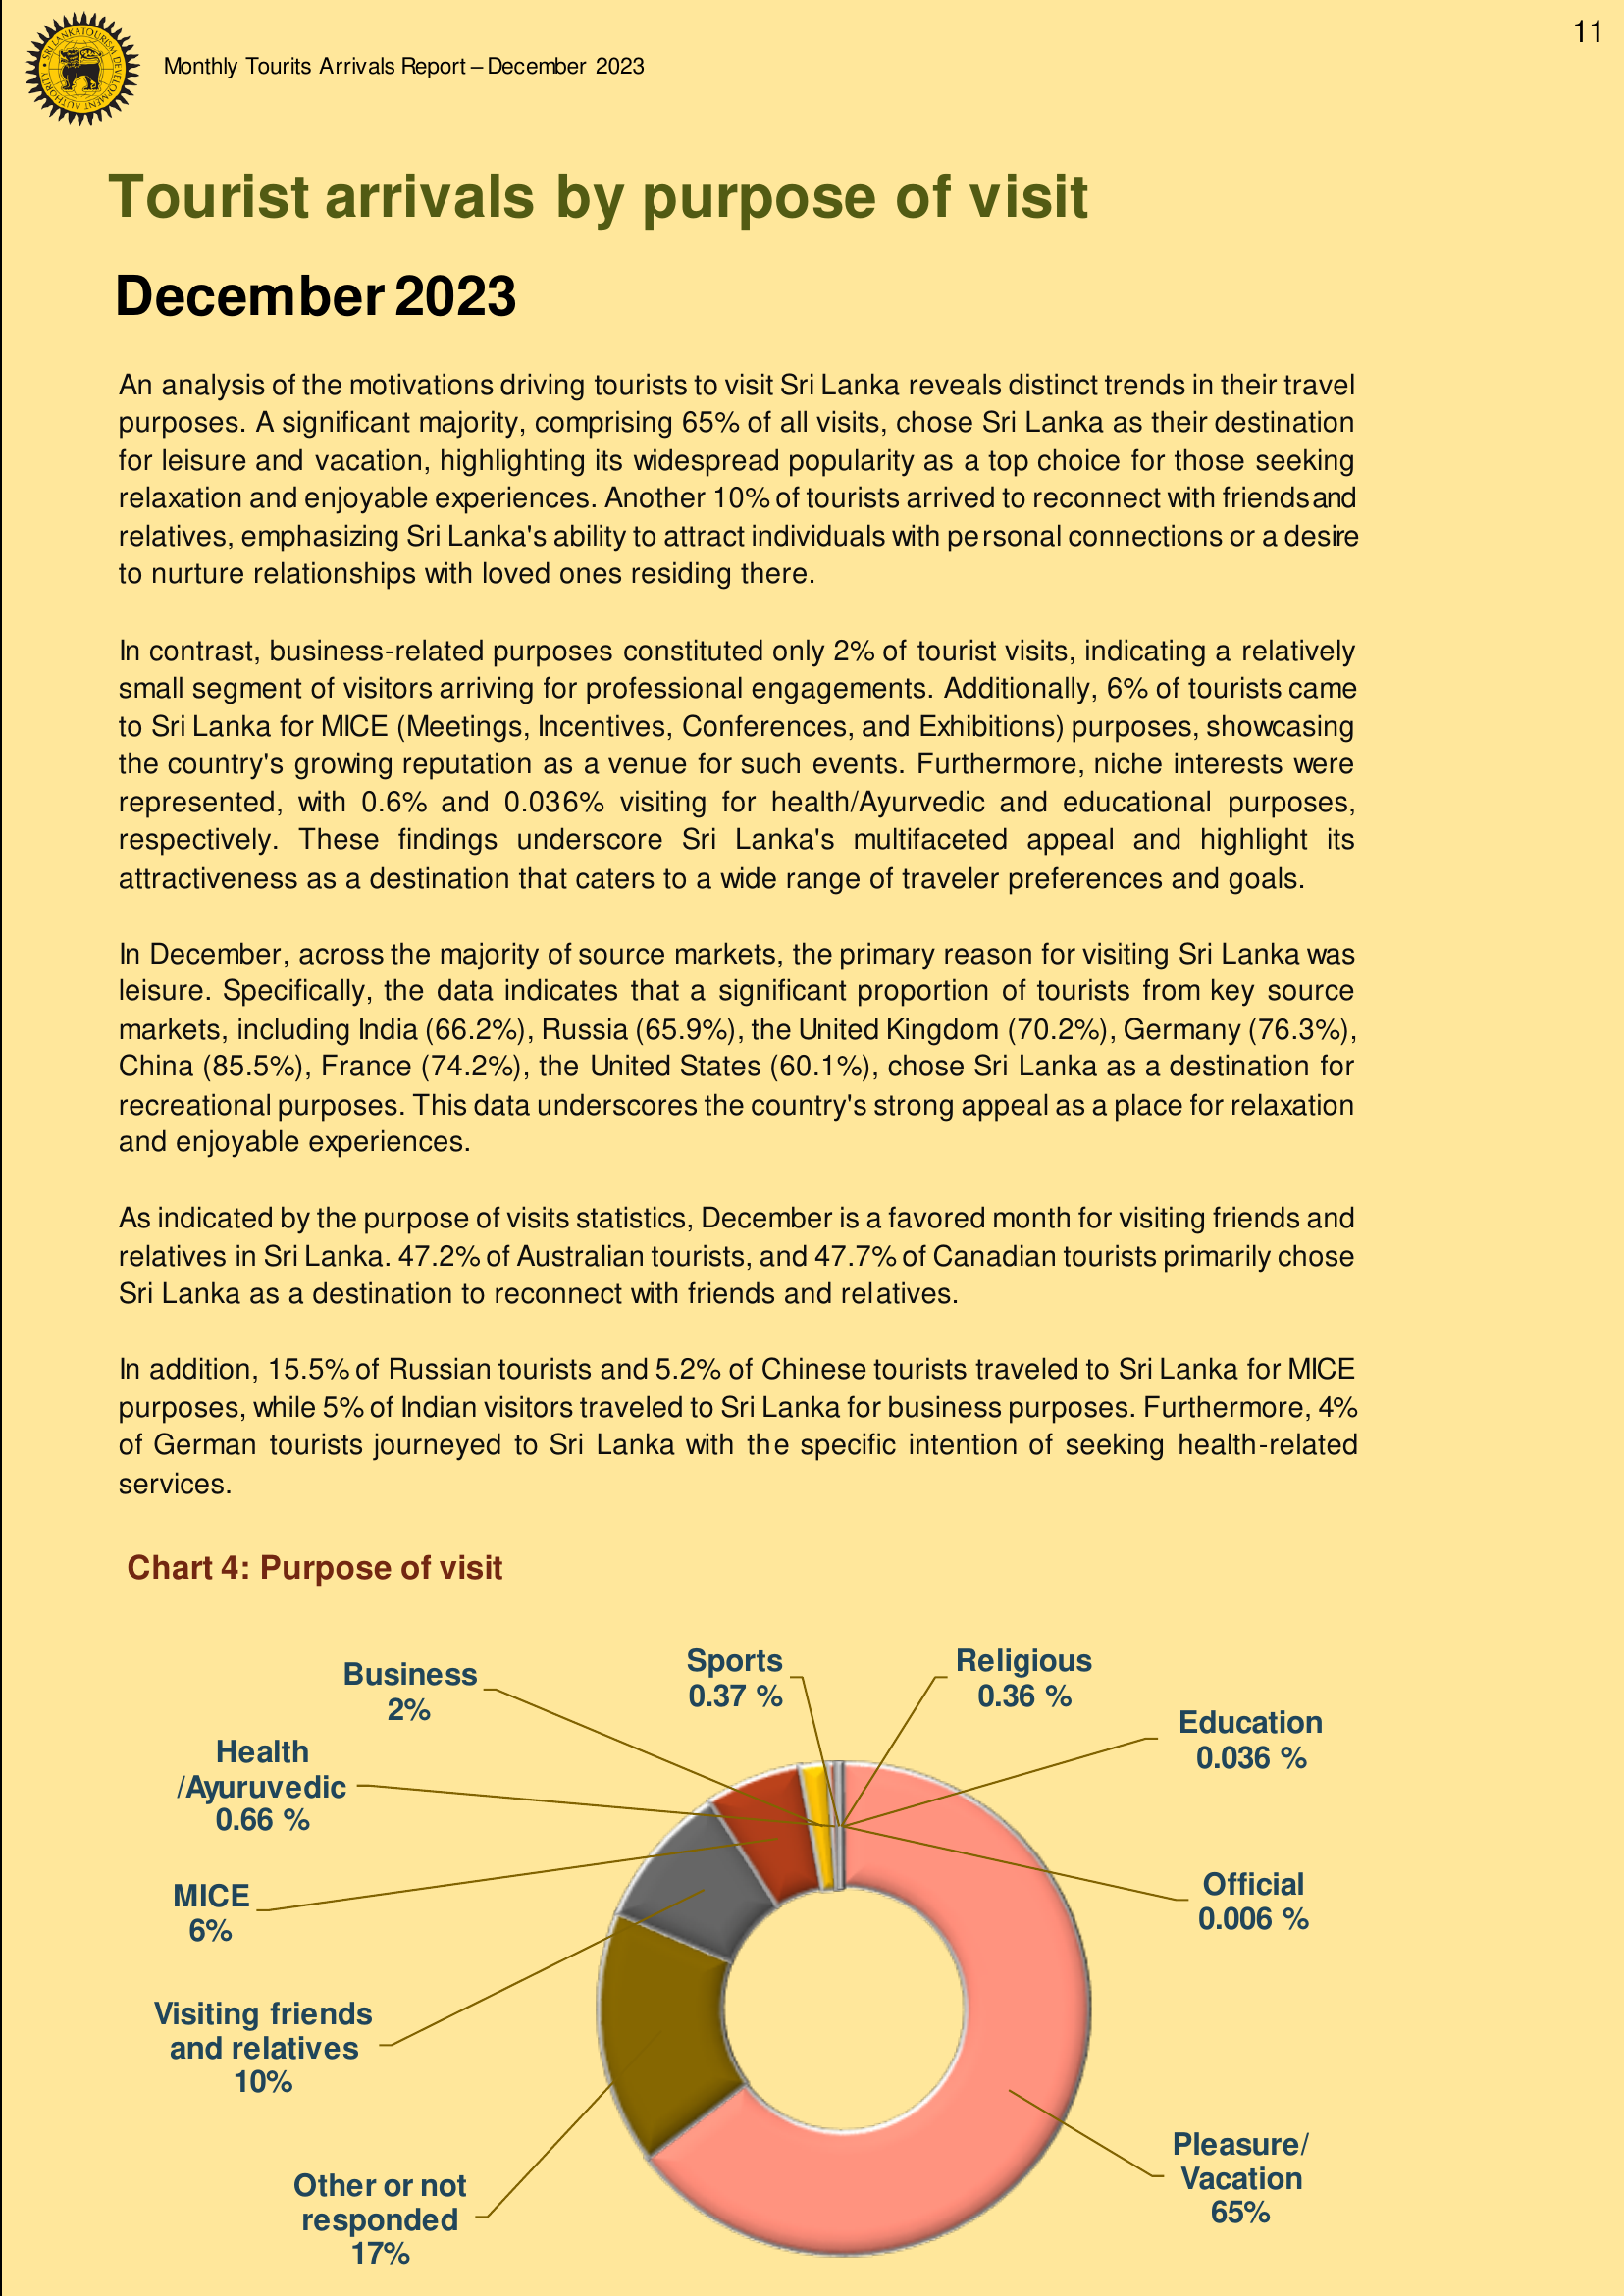 11
SRI LANKA TOURISM DEVELOPMENT AUTHORITY
Monthly Tourits Arrivals Report – December 2023
Tourist arrivals by purpose of visit
December 2023
An analysis of the motivations driving tourists to visit Sri Lanka reveals distinct trends in their travel
purposes. A significant majority, comprising 65% of all visits, chose Sri Lanka as their destination
for leisure and vacation, highlighting its widespread popularity as a top choice for those seeking
relaxation and enjoyable experiences. Another 10% of tourists arrived to reconnect with friends and
relatives, emphasizing Sri Lanka's ability to attract individuals with personal connections or a desire
to nurture relationships with loved ones residing there.
In contrast, business-related purposes constituted only 2% of tourist visits, indicating a relatively
small segment of visitors arriving for professional engagements. Additionally, 6% of tourists came
to Sri Lanka for MICE (Meetings, Incentives, Conferences, and Exhibitions) purposes, showcasing
the country's growing reputation as a venue for such events. Furthermore, niche interests were
represented, with 0.6% and 0.036% visiting for health/Ayurvedic and educational purposes,
respectively. These findings underscore Sri Lanka's multifaceted appeal and highlight its
attractiveness as a destination that caters to a wide range of traveler preferences and goals.
In December, across the majority of source markets, the primary reason for visiting Sri Lanka was
leisure. Specifically, the data indicates that a significant proportion of tourists from key source
markets, including India (66.2%), Russia (65.9%), the United Kingdom (70.2%), Germany (76.3%),
China (85.5%), France (74.2%), the United States (60.1%), chose Sri Lanka as a destination for
recreational purposes. This data underscores the country's strong appeal as a place for relaxation
and enjoyable experiences.
As indicated by the purpose of visits statistics, December is a favored month for visiting friends and
relatives in Sri Lanka. 47.2% of Australian tourists, and 47.7% of Canadian tourists primarily chose
Sri Lanka as a destination to reconnect with friends and relatives.
In addition, 15.5% of Russian tourists and 5.2% of Chinese tourists traveled to Sri Lanka for MICE
purposes, while 5% of Indian visitors traveled to Sri Lanka for business purposes. Furthermore, 4%
of German tourists journeyed to Sri Lanka with the specific intention of seeking health-related
services.
Chart 4: Purpose of visit
Business
2%
Sports
0.37 %
Religious
0.36 %
Education
0.036 %
Health
/Ayuruvedic
0.66 %
MICE
6%
Official
0.006 %
Visiting friends
and relatives
10%
Pleasure/
Vacation
65%
Other or not
responded
17%